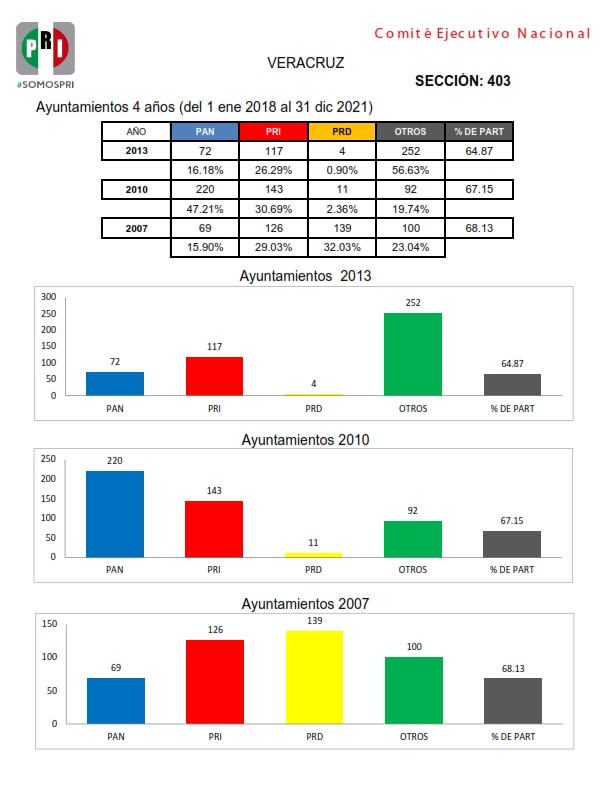 Comité Ejecutivo Nacional
PRI
#SOMOSPRI
VERACRUZ
SECCIÓN: 403
Ayuntamientos 4 años (del 1 ene 2018 al 31 dic 2021)
AÑO PAN PRI PRD OTROS % DE PART
2013 72 117 4 252 64.87
16.18% 26.29% 0.90% 56.63%
2010 220 143 11 92 67.15
47.21% 30.69% 2.36% 19.74%
2007 69 126 139 100 68.13
15.90% 29.03% 32.03% 23.04%
Ayuntamientos 2013
300
250
200
150
100
50
0
72 117 4 252 64.87
PAN PRI PRD OTROS % DE PART
Ayuntamientos 2010
250
200
150
100
50
0
220 143 11 92 67.15
PAN PRI PRD OTROS % DE PART
Ayuntamientos 2007
150
100
50
0
69 126 139 100 68.13
PAN PRI PRD OTROS % DE PART